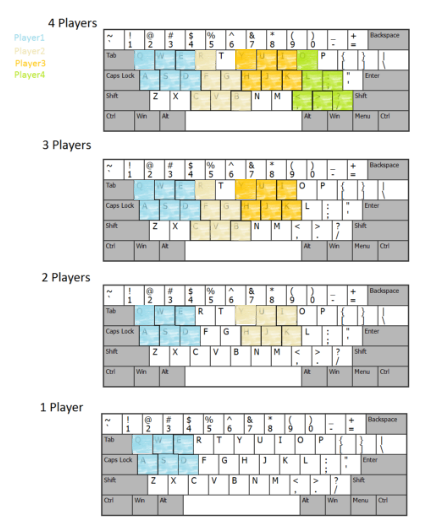 4 Players
Player1
Player2
Player3
Player4
~ ! @ # $ % ^ & * ( ) _ + Backspace
` 1 2 3 4 5 6 7 8 9 0 - =
Tab Q W E R T Y U I O P { } |
[ ] \
Caps Lock A S D F G H J K L : " Enter
; '
Shift Z X C V B N M < > ? Shift
, . /
Ctrl Win Alt Alt Win Menu Ctrl
3 Players
~ ! @ # $ % ^ & * ( ) _ + Backspace
` 1 2 3 4 5 6 7 8 9 0 - =
Tab Q W E R T Y U I O P { } |
[ ] \
Caps Lock A S D F G H J K L : " Enter
; '
Shift Z X C V B N M < > ? Shift
, . /
Ctrl Win Alt Alt Win Menu Ctrl
2 Players
~ ! @ # $ % ^ & * ( ) _ + Backspace
` 1 2 3 4 5 6 7 8 9 0 - =
Tab Q W E R T Y U I O P { } |
[ ] \
Caps Lock A S D F G H J K L : " Enter
; '
Shift Z X C V B N M < > ? Shift
, . /
Ctrl Win Alt Alt Win Menu Ctrl
1 Player
~ ! @ # $ % ^ & * ( ) _ + Backspace
` 1 2 3 4 5 6 7 8 9 0 - =
Tab Q W E R T Y U I O P { } |
[ ] \
Caps Lock A S D F G H J K L : " Enter
; '
Shift Z X C V B N M < > ? Shift
, . /
Ctrl Win Alt Alt Win Menu Ctrl